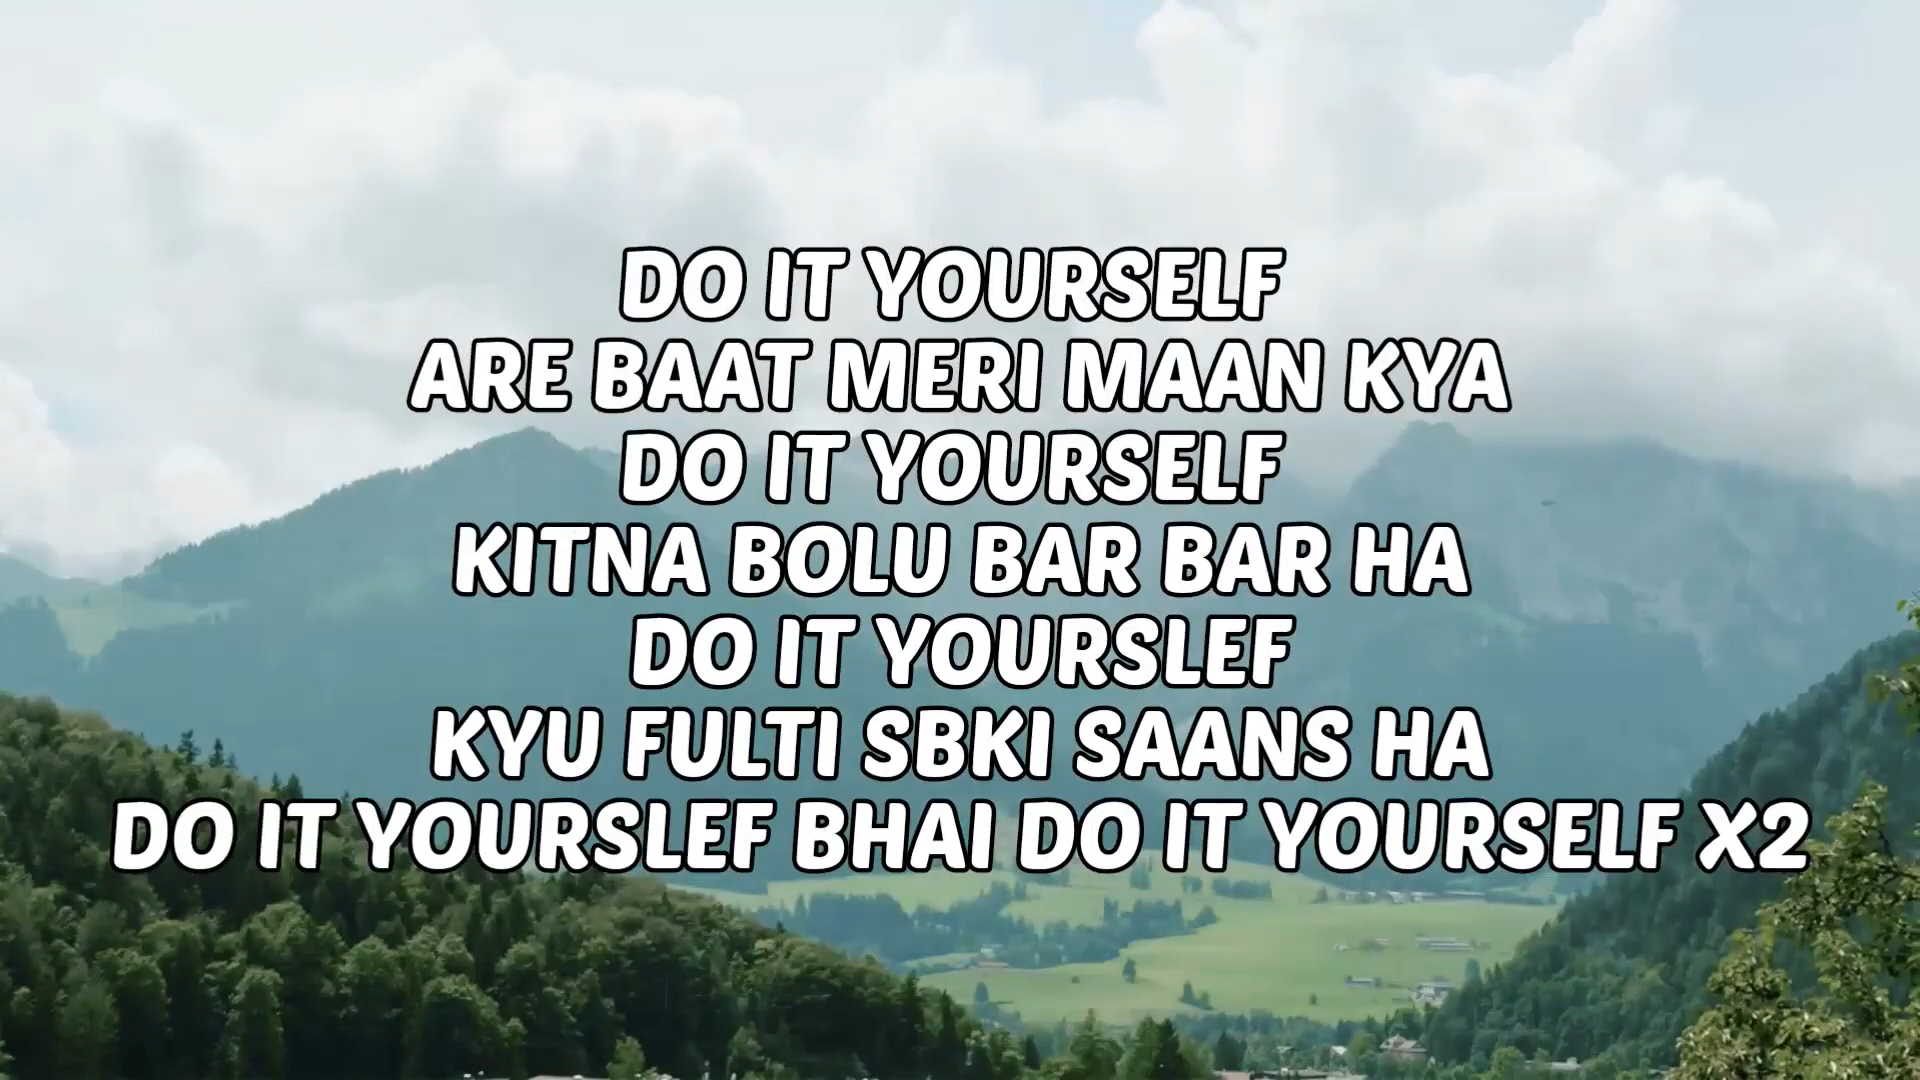 DO IT YOURSELF
ARE BAAT MERI MAAN KYA
DO IT YOURSELF
KITNA BOLU BAR BAR HA
DO IT YOURSLEF
KYU FULTI SBKI SAANS HA
DO IT YOURSLEF BHAI DO IT YOURSELF X2